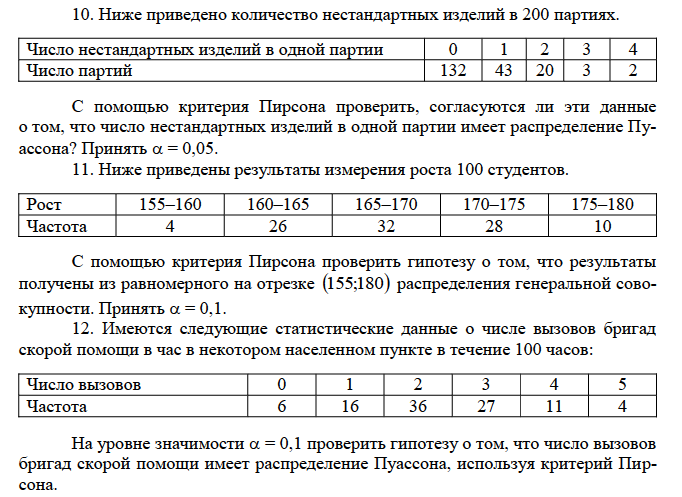 10. Ниже приведено количество нестандартных изделий в 200 партиях.
Число нестандартных изделий в одной партии 0 1 2 3 4
Число партий 132 43 20 3 2
С помощью критерия Пирсона проверить, согласуются ли эти данные
о том, что число нестандартных изделий в одной партии имеет распределение Пу-
ассона? Принять α = 0,05.
11. Ниже приведены результаты измерения роста 100 студентов.
Рост 155–160 160–165 165–170 170–175 175–180
Частота 4 26 32 28 10
С помощью критерия Пирсона проверить гипотезу о том, что результаты
получены из равномерного на отрезке (155;180) распределения генеральной сово-
купности. Принять α = 0,1.
12. Имеются следующие статистические данные о числе вызовов бригад
скорой помощи в час в некотором населенном пункте в течение 100 часов:
Число вызовов 0 1 2 3 4 5
Частота 6 16 36 27 11 4
На уровне значимости α = 0,1 проверить гипотезу о том, что число вызовов
бригад скорой помощи имеет распределение Пуассона, используя критерий Пир-
сона.